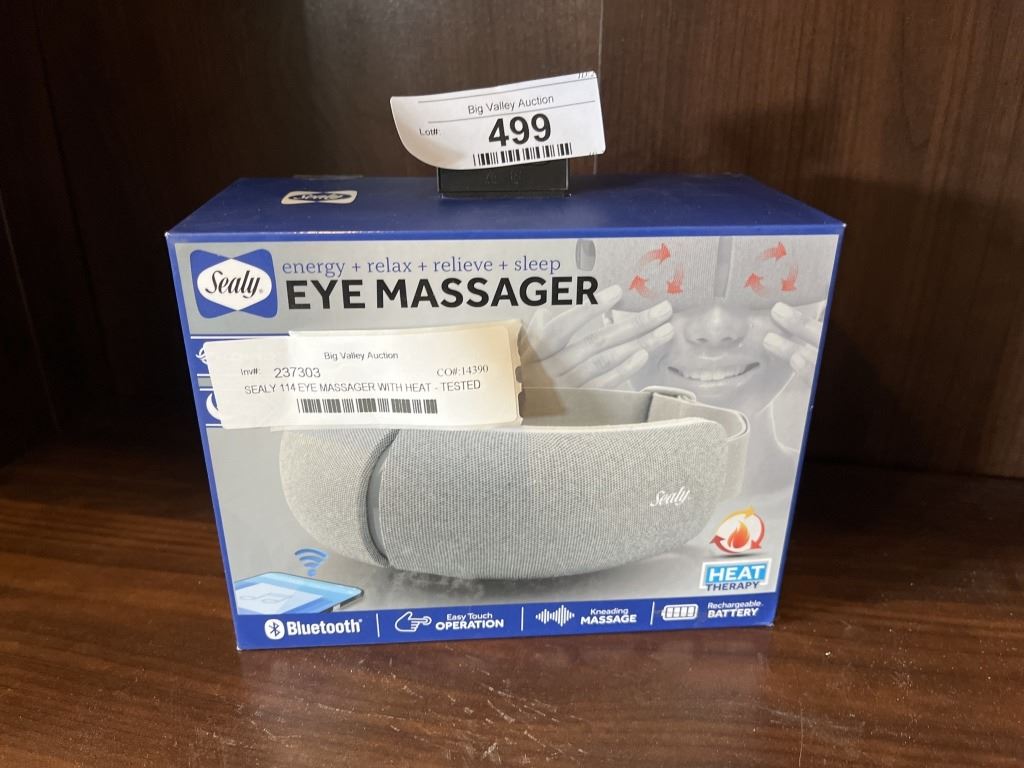 Big Valley Auction
Lot#: 499
Sealy
energy + relax + relieve + sleep
EYE MASSAGER
Big Valley Auction
Inv#: 237303 CO#:14390
SEALY 114 EYE MASSAGER WITH HEAT - TESTED
Sealy
HEAT
THERAPY
Bluetooth®
Easy Touch
OPERATION
Kneading
MASSAGE
Rechargeable
BATTERY